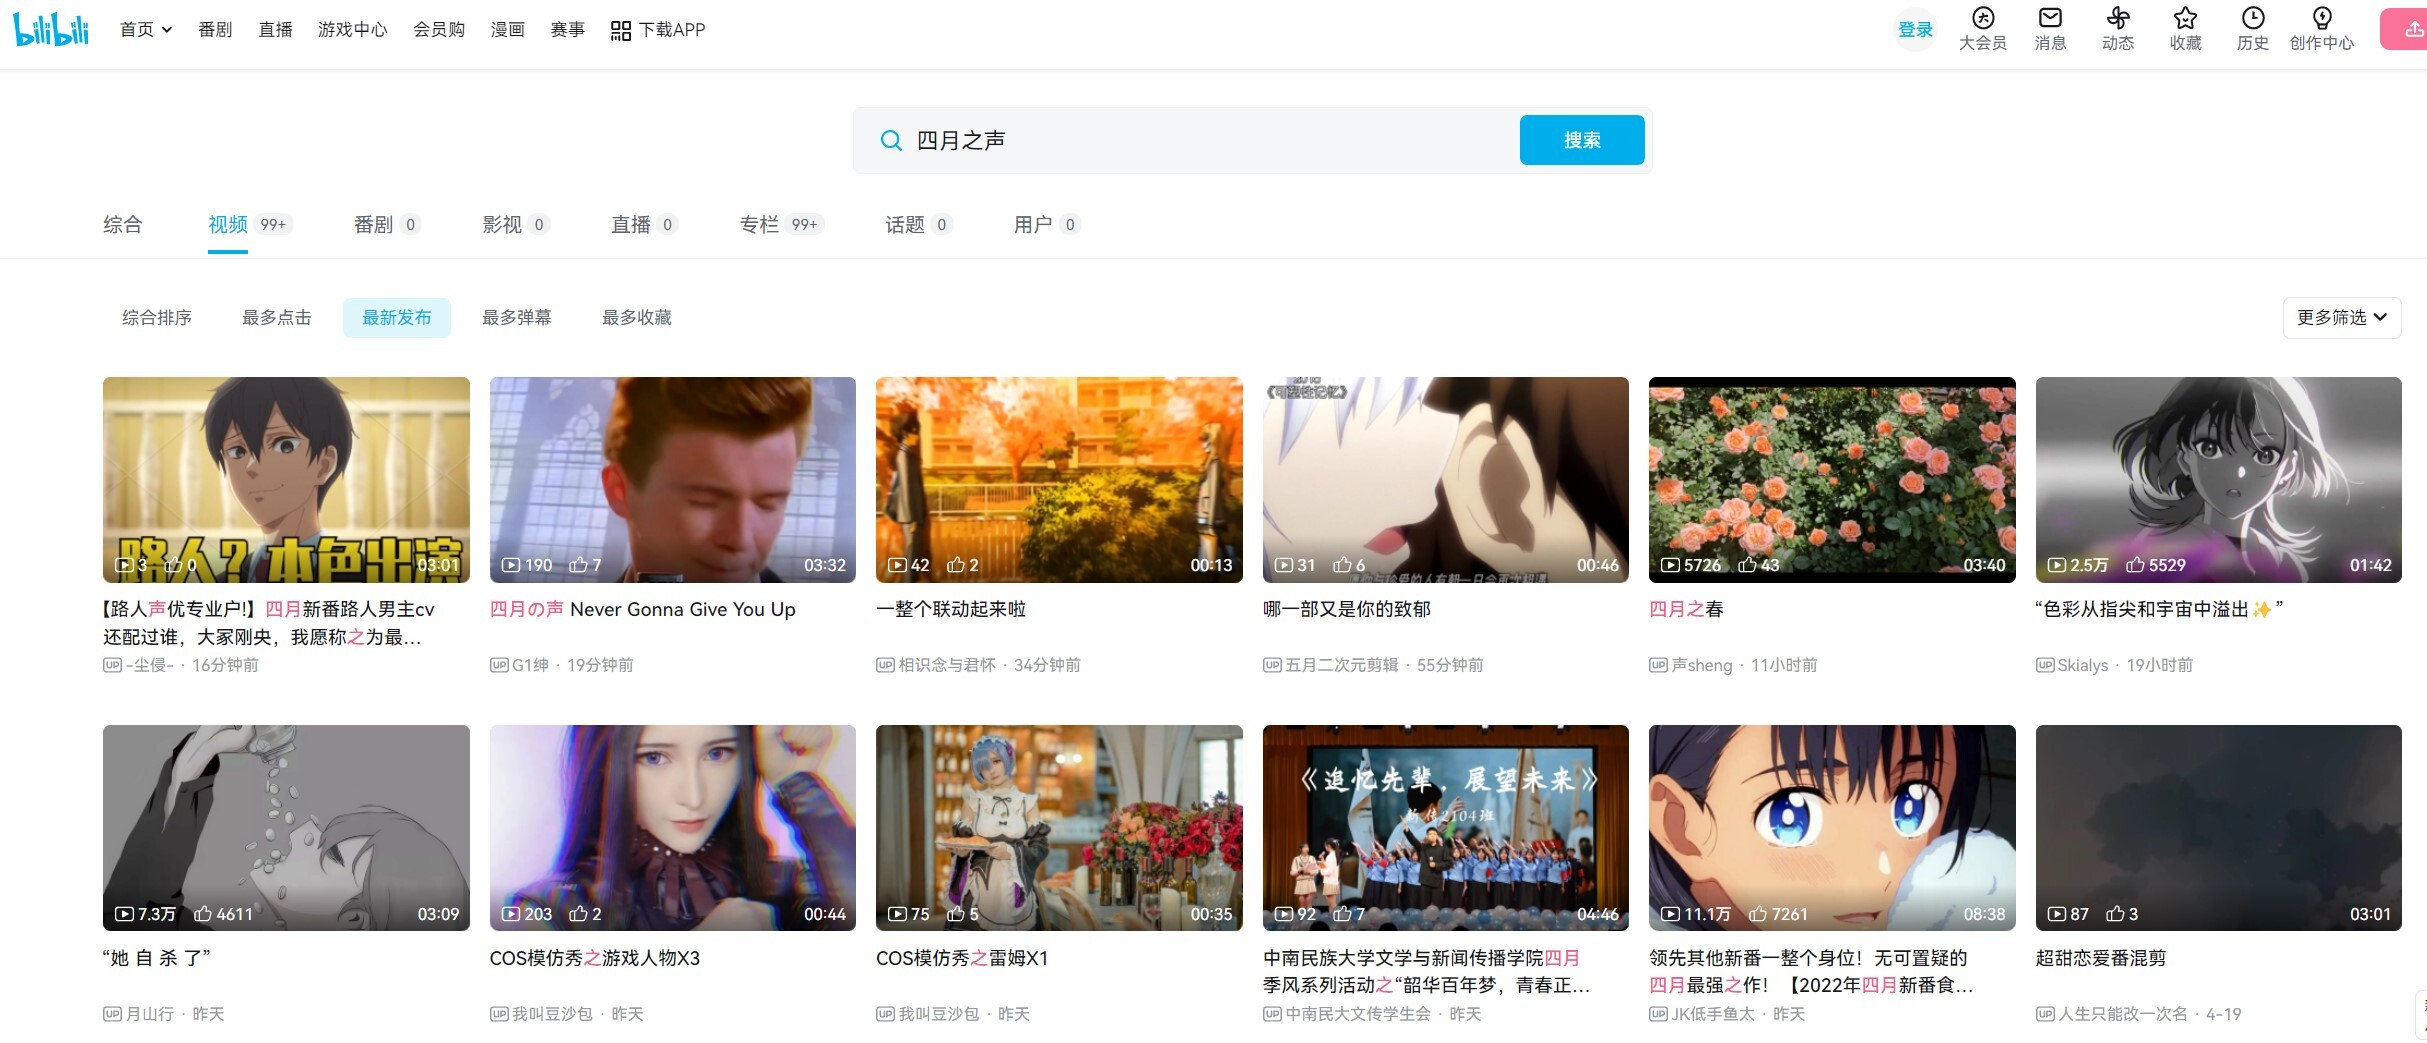 bilibili
首页 番剧 直播 游戏中心 会员购 漫画 赛事 下载APP
登录 大会员 消息 动态 收藏 历史 创作中心
四月之声 搜索
综合 视频 99+ 番剧 0 影视 0 直播 0 专栏 99+ 话题 0 用户 0
综合排序 最多点击 最新发布 最多弹幕 最多收藏 更多筛选
路人？本色出演
3 0 03:01
【路人声优专业户!】四月新番路人男主cv
还配过谁，大冢刚央，我愿称之为最...
UP -尘侵- · 16分钟前
190 7 03:32
四月の声 Never Gonna Give You Up
UP G1绅 · 19分钟前
42 2 00:13
一整个联动起来啦
UP 相识念与君怀 · 34分钟前
《可塑性记忆》
31 6 00:46
哪一部又是你的致郁
UP 五月二次元剪辑 · 55分钟前
5726 43 03:40
四月之春
UP 声sheng · 11小时前
2.5万 5529 01:42
“色彩从指尖和宇宙中溢出✨”
UP Skialys · 19小时前
7.3万 4611 03:09
“她 自 杀 了”
UP 月山行 · 昨天
203 2 00:44
COS模仿秀之游戏人物X3
UP 我叫豆沙包 · 昨天
75 5 00:35
COS模仿秀之雷姆X1
UP 我叫豆沙包 · 昨天
《追忆先辈，展望未来》
新传2104班
92 7 04:46
中南民族大学文学与新闻传播学院四月
季风系列活动之“韶华百年梦，青春正...
UP 中南民大文传学生会 · 昨天
11.1万 7261 08:38
领先其他新番一整个身位！无可置疑的
四月最强之作！【2022年四月新番食...
UP JK低手鱼太 · 昨天
87 3 03:01
超甜恋爱番混剪
UP 人生只能改一次名 · 4-19